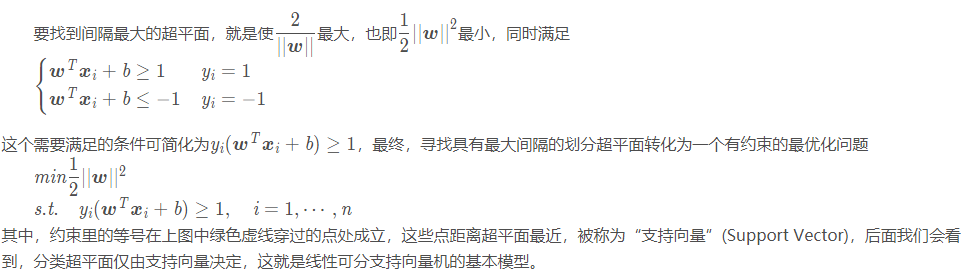 要找到间隔最大的超平面，就是使$\frac{2}{||\boldsymbol{w}||}$最大，也即$\frac{1}{2}||\boldsymbol{w}||^2$最小，同时满足
$\begin{cases} \boldsymbol{w}^T\boldsymbol{x}_i + b \geq 1 & y_i = 1 \\ \boldsymbol{w}^T\boldsymbol{x}_i + b \leq -1 & y_i = -1 \end{cases}$
这个需要满足的条件可简化为$y_i(\boldsymbol{w}^T\boldsymbol{x}_i + b) \geq 1$，最终，寻找具有最大间隔的划分超平面转化为一个有约束的最优化问题
$min\frac{1}{2}||\boldsymbol{w}||^2$
$s.t. \quad y_i(\boldsymbol{w}^T\boldsymbol{x}_i + b) \geq 1, \quad i = 1, \cdots, n$
其中，约束里的等号在上图中绿色虚线穿过的点处成立，这些点距离超平面最近，被称为“支持向量”(Support Vector)，后面我们会看
到，分类超平面仅由支持向量决定，这就是线性可分支持向量机的基本模型。